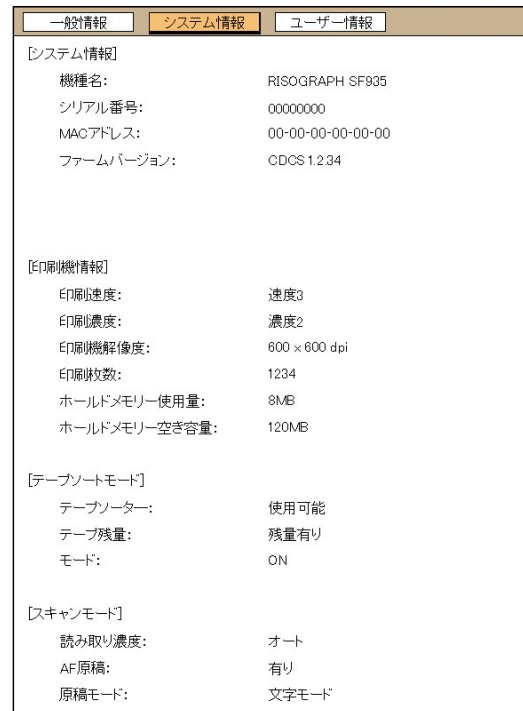 一般情報 システム情報 ユーザー情報
[システム情報]
機種名: RISOGRAPH SF935
シリアル番号: 00000000
MACアドレス: 00-00-00-00-00-00
ファームバージョン: CDCS 1.2.34
[印刷機情報]
印刷速度: 速度3
印刷濃度: 濃度2
印刷機解像度: 600 × 600 dpi
印刷枚数: 1234
ホールドメモリー使用量: 8MB
ホールドメモリー空き容量: 120MB
[テープソートモード]
テープソーター: 使用可能
テープ残量: 残量有り
モード: ON
[スキャンモード]
読み取り濃度: オート
AF原稿: 有り
原稿モード: 文字モード